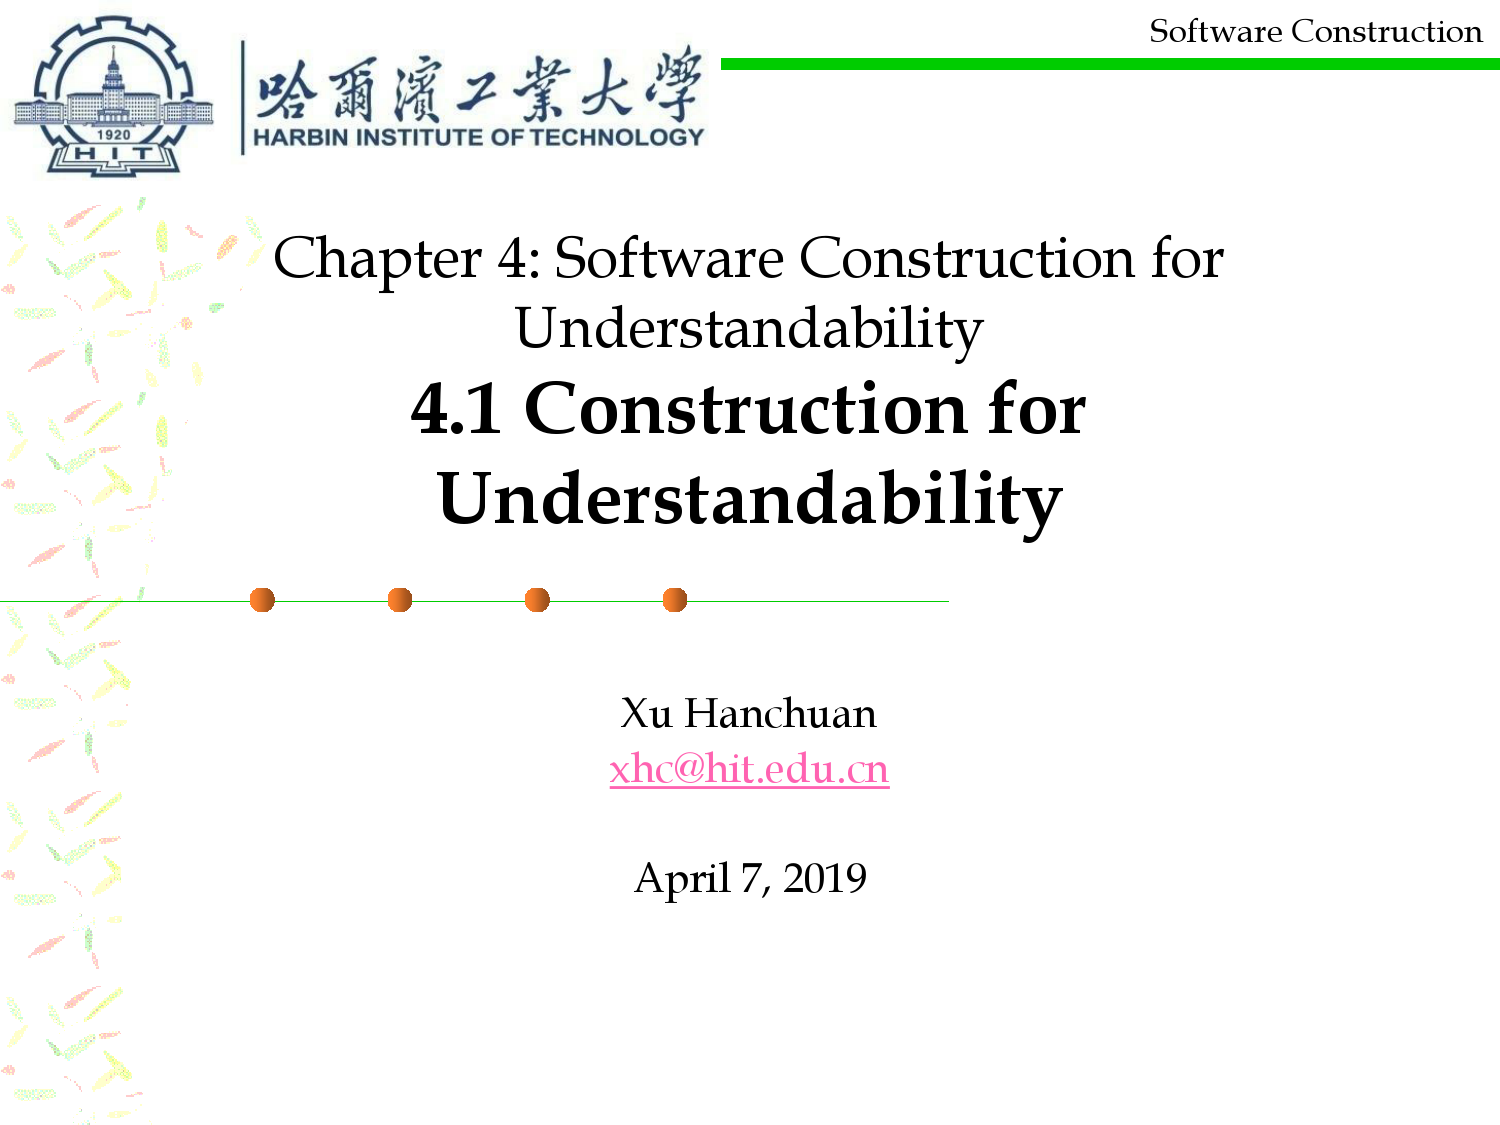 Software Construction
哈爾濱工業大學
HARBIN INSTITUTE OF TECHNOLOGY
1920
HIT
Chapter 4: Software Construction for
Understandability
4.1 Construction for
Understandability
Xu Hanchuan
xhc@hit.edu.cn
April 7, 2019